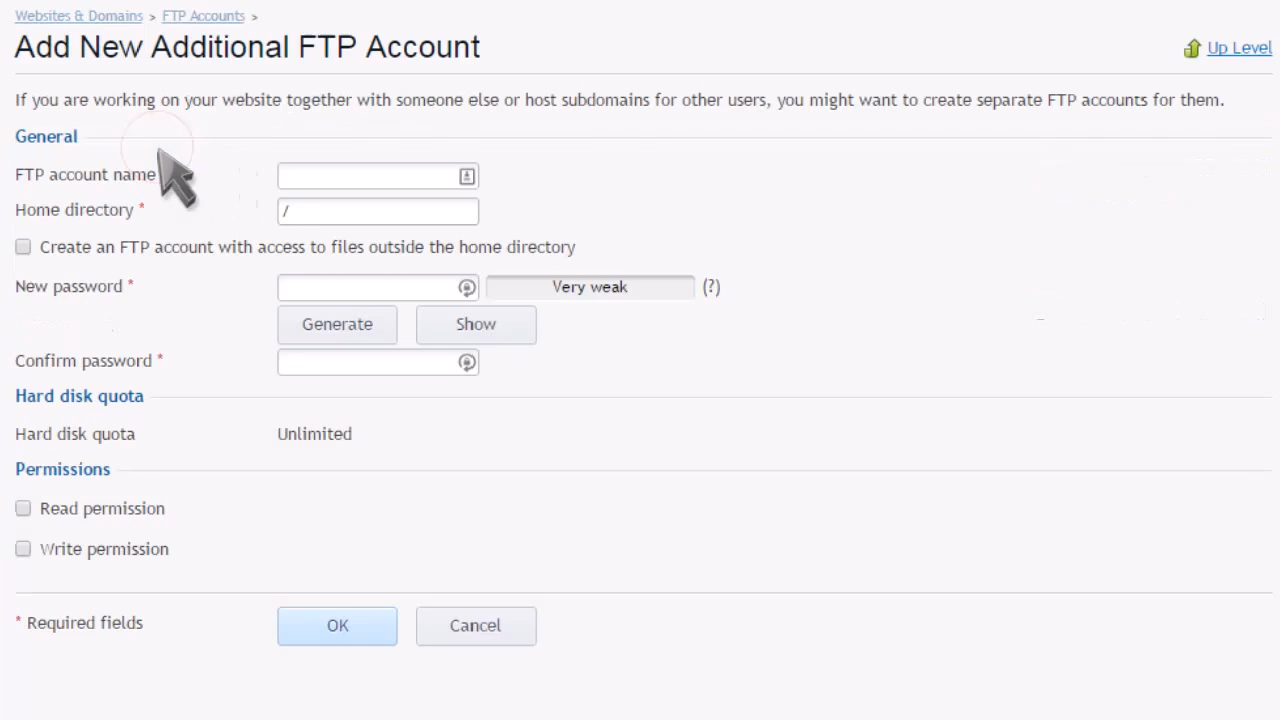 Websites & Domains > FTP Accounts >
Add New Additional FTP Account
Up Level
If you are working on your website together with someone else or host subdomains for other users, you might want to create separate FTP accounts for them.
General
FTP account name
Home directory * /
Create an FTP account with access to files outside the home directory
New password * Very weak (?)
Generate Show
Confirm password *
Hard disk quota
Hard disk quota Unlimited
Permissions
Read permission
Write permission
* Required fields OK Cancel